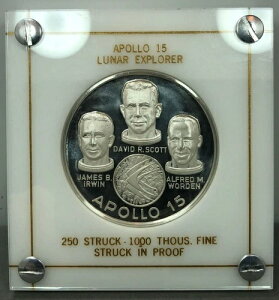 APOLLO 15
LUNAR EXPLORER
DAVID R. SCOTT
JAMES B.
IRWIN
ALFRED M.
WORDEN
APOLLO 15
250 STRUCK - 1000 THOUS. FINE
STRUCK IN PROOF